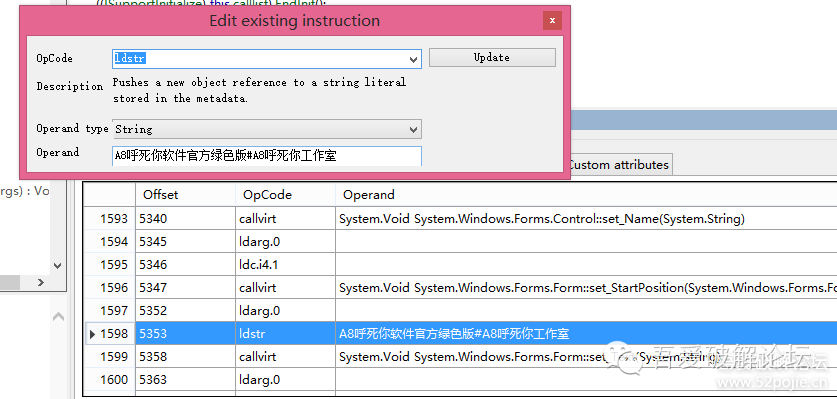 ((ISupportInitialize) this.calllist).EndInit();
Edit existing instruction
x
OpCode
ldstr
Update
Description
Pushes a new object reference to a string literal
stored in the metadata.
Operand type
String
Operand
A8呼死你软件官方绿色版#A8呼死你工作室
Custom attributes
rgs) : Vo
Offset OpCode Operand
1593 5340 callvirt System.Void System.Windows.Forms.Control::set_Name(System.String)
1594 5345 ldarg.0
1595 5346 ldc.i4.1
1596 5347 callvirt System.Void System.Windows.Forms.Form::set_StartPosition(System.Windows.Forms.Fo
1597 5352 ldarg.0
1598 5353 ldstr A8呼死你软件官方绿色版#A8呼死你工作室
1599 5358 callvirt System.Void System.Windows.Forms.Form::set_ (System.String)
1600 5363 ldarg.0
吾爱破解论坛
www.52pojie.cn